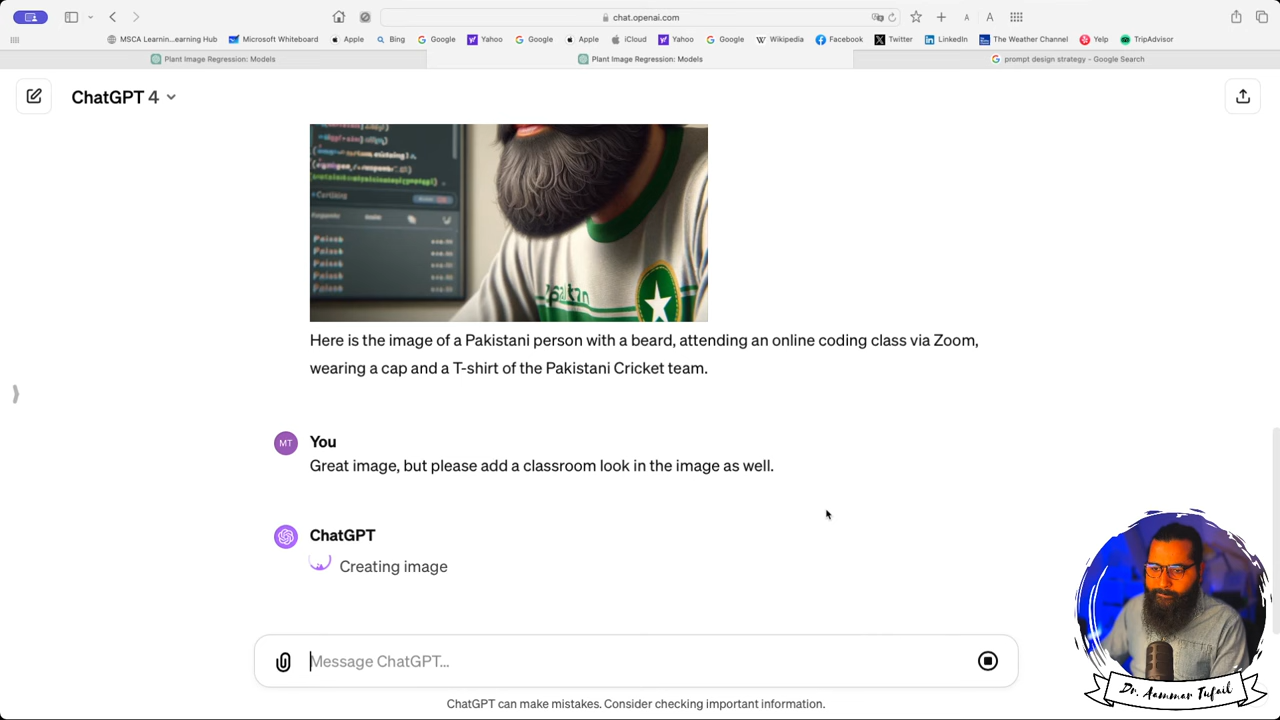 chat.openai.com
A
A
MSCA Learnin...earning Hub
Microsoft Whiteboard
Apple
Bing
Google
Yahoo
Google
Apple
iCloud
Yahoo
Google
Wikipedia
Facebook
Twitter
LinkedIn
The Weather Channel
Yelp
TripAdvisor
Plant Image Regression: Models
Plant Image Regression: Models
prompt design strategy - Google Search
ChatGPT 4
Here is the image of a Pakistani person with a beard, attending an online coding class via Zoom,
wearing a cap and a T-shirt of the Pakistani Cricket team.
MT
You
Great image, but please add a classroom look in the image as well.
ChatGPT
Creating image
Message ChatGPT...
ChatGPT can make mistakes. Consider checking important information.
Dr. Aammar Tufail